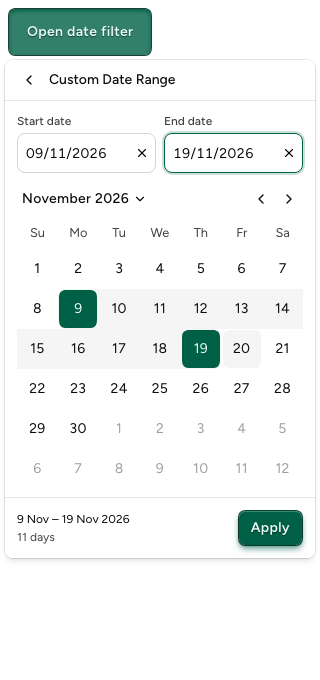 Open date filter
Custom Date Range
Start date End date
09/11/2026 19/11/2026
November 2026
Su Mo Tu We Th Fr Sa
1 2 3 4 5 6 7
8 9 10 11 12 13 14
15 16 17 18 19 20 21
22 23 24 25 26 27 28
29 30 1 2 3 4 5
6 7 8 9 10 11 12
9 Nov – 19 Nov 2026
11 days
Apply